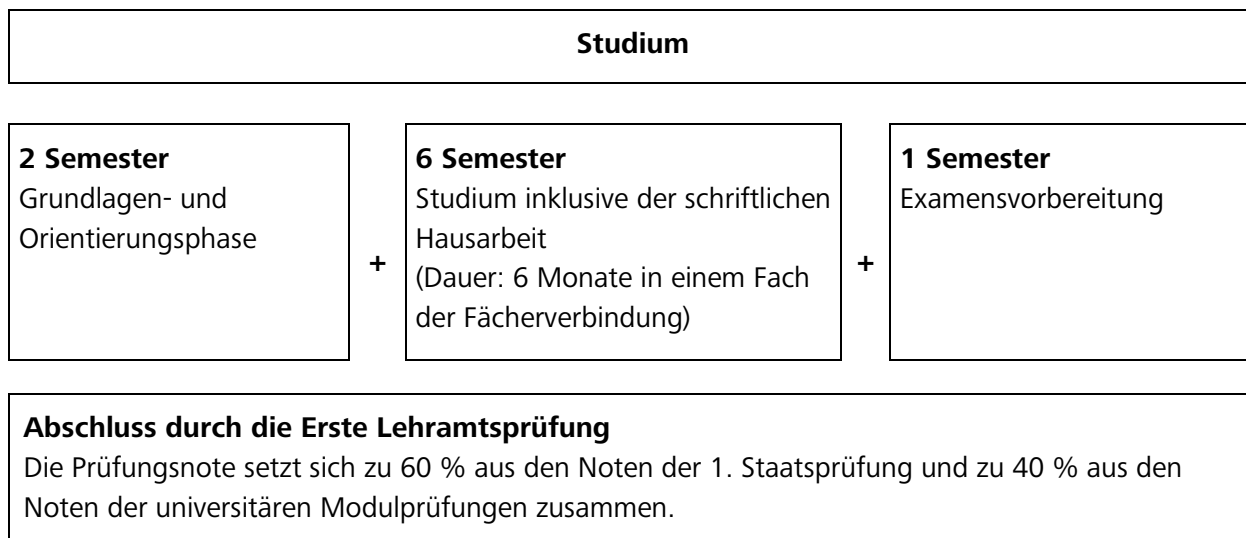 Studium
2 Semester
Grundlagen- und
Orientierungsphase
+
6 Semester
Studium inklusive der schriftlichen
Hausarbeit
(Dauer: 6 Monate in einem Fach
der Fächerverbindung)
+
1 Semester
Examensvorbereitung
Abschluss durch die Erste Lehramtsprüfung
Die Prüfungsnote setzt sich zu 60 % aus den Noten der 1. Staatsprüfung und zu 40 % aus den
Noten der universitären Modulprüfungen zusammen.